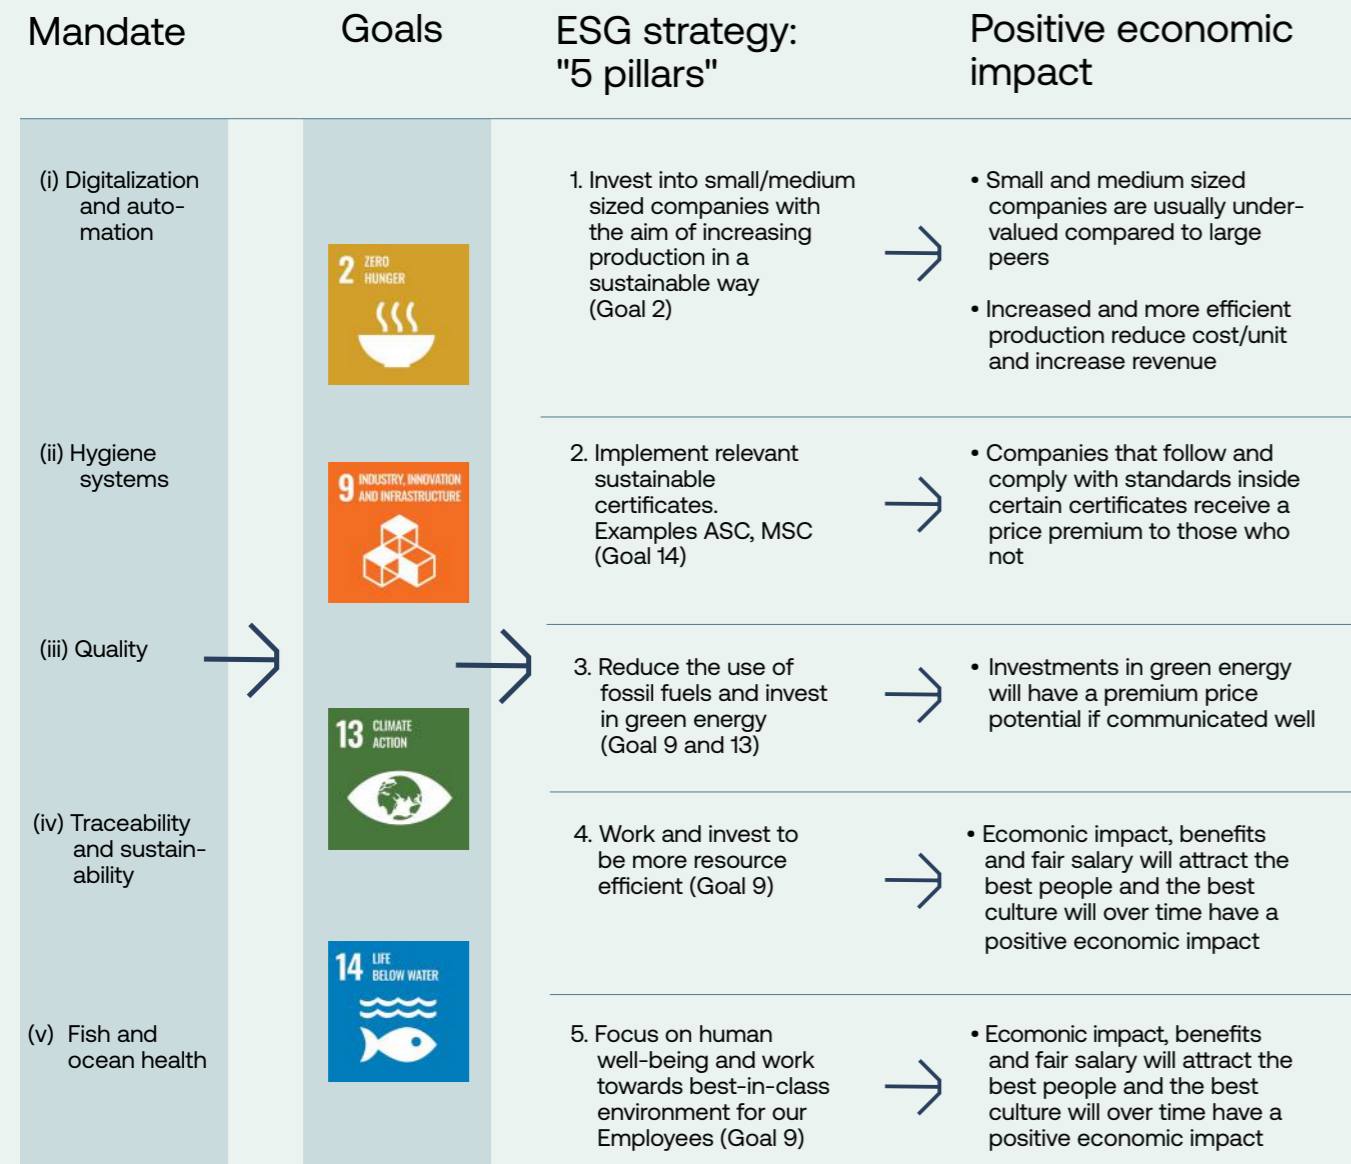 Mandate
Goals
ESG strategy:
"5 pillars"
Positive economic
impact
(i) Digitalization
and auto-
mation
(ii) Hygiene
systems
(iii) Quality
(iv) Traceability
and sustain-
ability
(v) Fish and
ocean health
2 ZERO
HUNGER
9 INDUSTRY, INNOVATION
AND INFRASTRUCTURE
13 CLIMATE
ACTION
14 LIFE
BELOW WATER
1. Invest into small/medium
sized companies with
the aim of increasing
production in a
sustainable way
(Goal 2)
• Small and medium sized
companies are usually under-
valued compared to large
peers
• Increased and more efficient
production reduce cost/unit
and increase revenue
2. Implement relevant
sustainable
certificates.
Examples ASC, MSC
(Goal 14)
• Companies that follow and
comply with standards inside
certain certificates receive a
price premium to those who
not
3. Reduce the use of
fossil fuels and invest
in green energy
(Goal 9 and 13)
• Investments in green energy
will have a premium price
potential if communicated well
4. Work and invest to
be more resource
efficient (Goal 9)
• Ecomonic impact, benefits
and fair salary will attract the
best people and the best
culture will over time have a
positive economic impact
5. Focus on human
well-being and work
towards best-in-class
environment for our
Employees (Goal 9)
• Ecomonic impact, benefits
and fair salary will attract the
best people and the best
culture will over time have a
positive economic impact